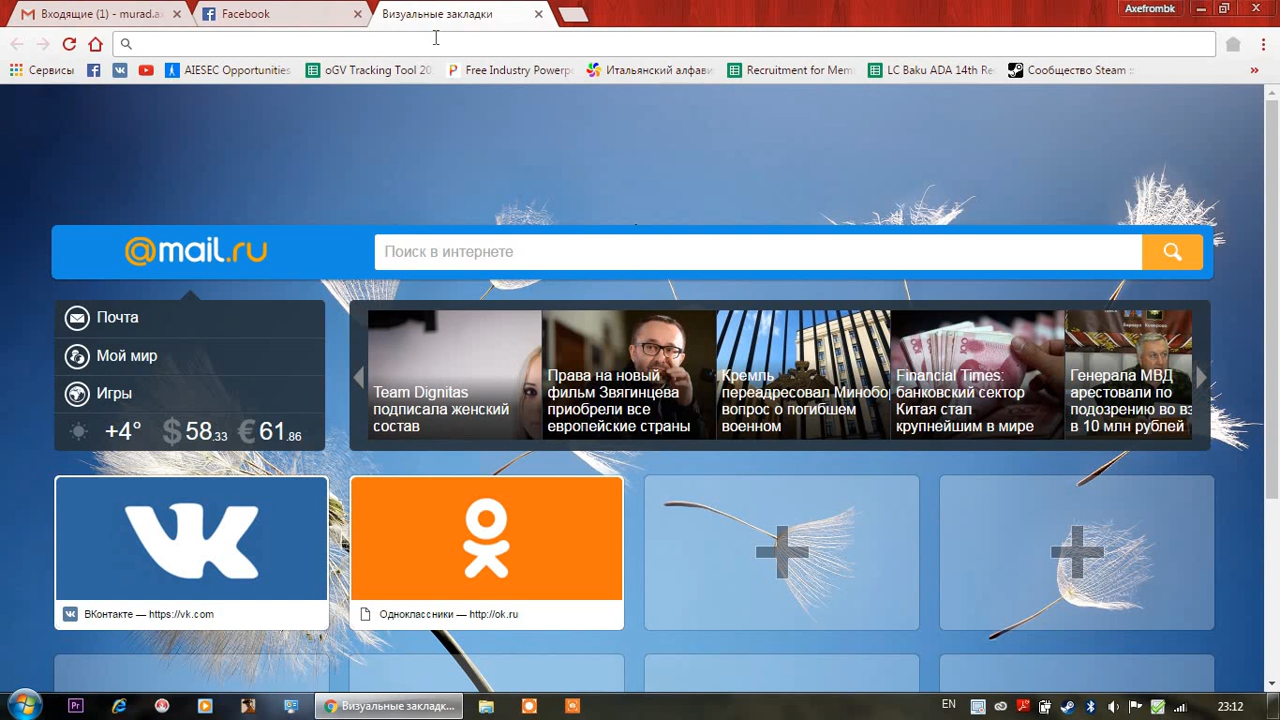 Входящие (1) - murad.ax
Facebook
Визуальные закладки
Axefrombk
Сервисы
AIESEC Opportunities
oGV Tracking Tool 20
Free Industry Powerp
Итальянский алфави
Recruitment for Mem
LC Baku ADA 14th Re
Сообщество Steam ::
»
@mail.ru
Поиск в интернете
Почта
Мой мир
Игры
+4° $58.33 €61.86
Team Dignitas
подписала женский
состав
Права на новый
фильм Звягинцева
приобрели все
европейские страны
Кремль
переадресовал Минобо
вопрос о погибшем
военном
Financial Times:
банковский сектор
Китая стал
крупнейшим в мире
Генерала МВД
арестовали по
подозрению во вз
в 10 млн рублей
ВКонтакте — https://vk.com
Одноклассники — http://ok.ru
Визуальные закладк...
EN
23:12